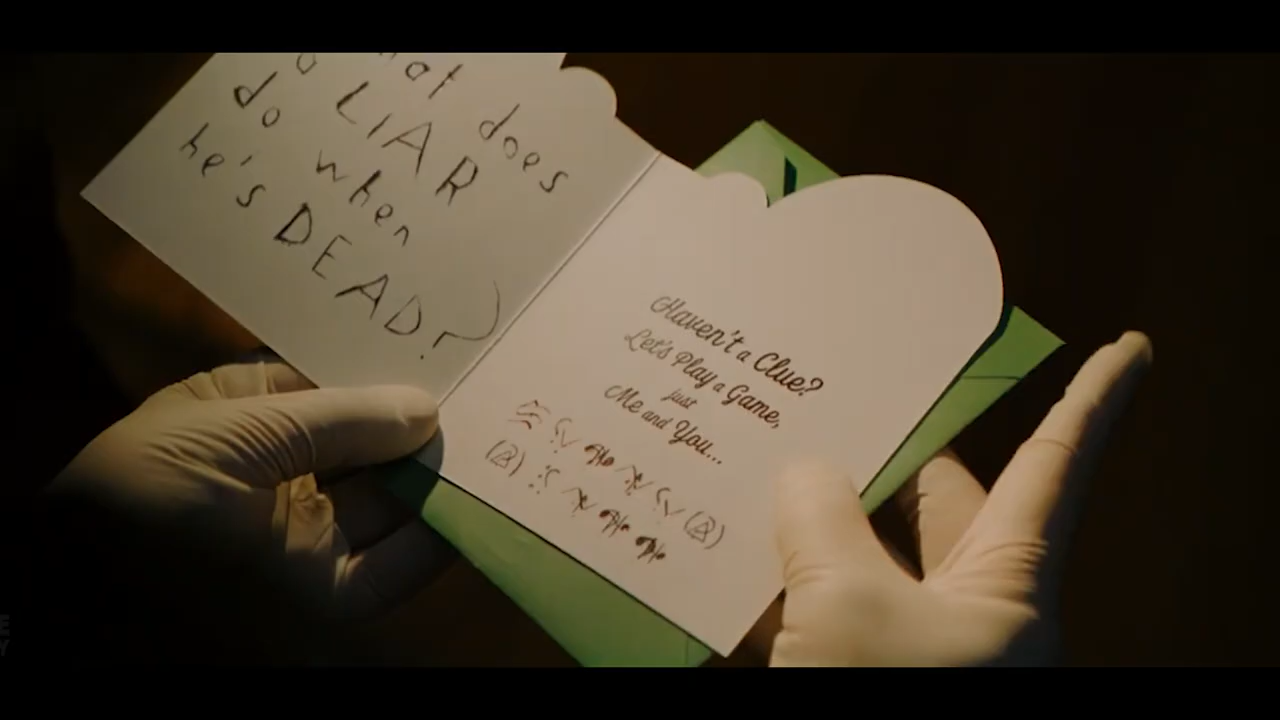 does
a LIAR
do when
he's DEAD?
Haven't a Clue?
Let's Play a Game,
just
Me and You...